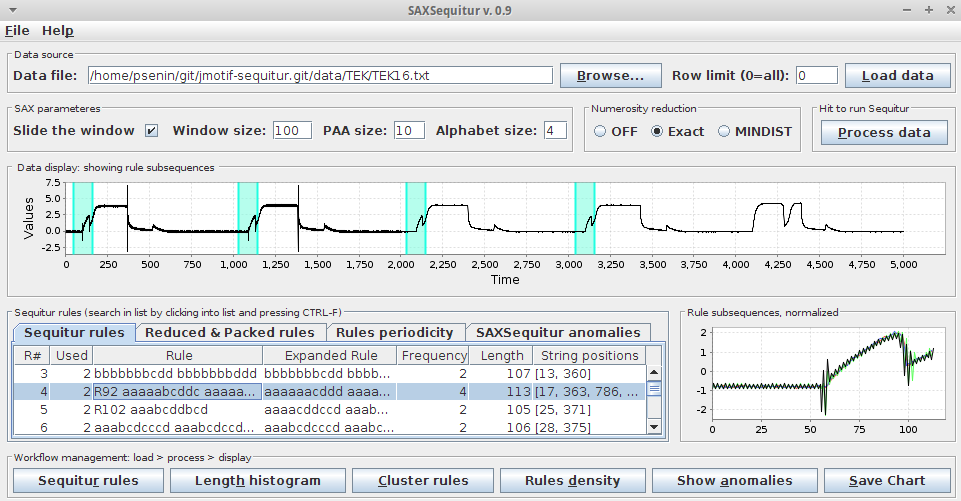 SAXSequitur v. 0.9
File Help
Data source
Data file: /home/psenin/git/jmotif-sequitur.git/data/TEK/TEK16.txt Browse... Row limit (0=all): 0 Load data
SAX parameteres Numerosity reduction Hit to run Sequitur
Slide the window Window size: 100 PAA size: 10 Alphabet size: 4 OFF Exact MINDIST Process data
Data display: showing rule subsequences
Values
7.5
5.0
2.5
0.0
-2.5
0 250 500 750 1,000 1,250 1,500 1,750 2,000 2,250 2,500 2,750 3,000 3,250 3,500 3,750 4,000 4,250 4,500 4,750 5,000
Time
Sequitur rules (search in list by clicking into list and pressing CTRL-F)
Sequitur rules Reduced & Packed rules Rules periodicity SAXSequitur anomalies
R# Used Rule Expanded Rule Frequency Length String positions
3 2 bbbbbbbcdd bbbbbbbddd bbbbbbbcdd bbbb... 2 107 [13, 360]
4 2 R92 aaaaabcddc aaaaa... aaaaaacddd aaaa... 4 113 [17, 363, 786, ...
5 2 R102 aaabcddbcd aaaacddccd aaab... 2 105 [25, 371]
6 2 aaabcdcccd aaabcdccd... aaabcdcccd aaabc... 2 106 [28, 375]
Rule subsequences, normalized
2
1
0
-1
-2
0 25 50 75 100
Workflow management: load > process > display
Sequitur rules Length histogram Cluster rules Rules density Show anomalies Save Chart